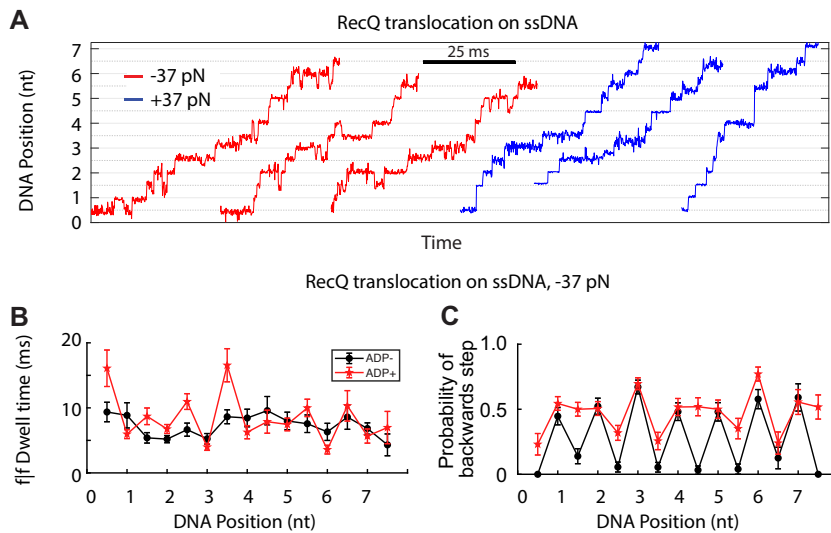 A
RecQ translocation on ssDNA
DNA Position (nt)
7
6
5
4
3
2
1
0
-37 pN
+37 pN
25 ms
Time
RecQ translocation on ssDNA, -37 pN
B
f|f Dwell time (ms)
20
10
0
ADP-
ADP+
0 1 2 3 4 5 6 7
DNA Position (nt)
C
Probability of
backwards step
1.0
0.5
0
0 1 2 3 4 5 6 7
DNA Position (nt)